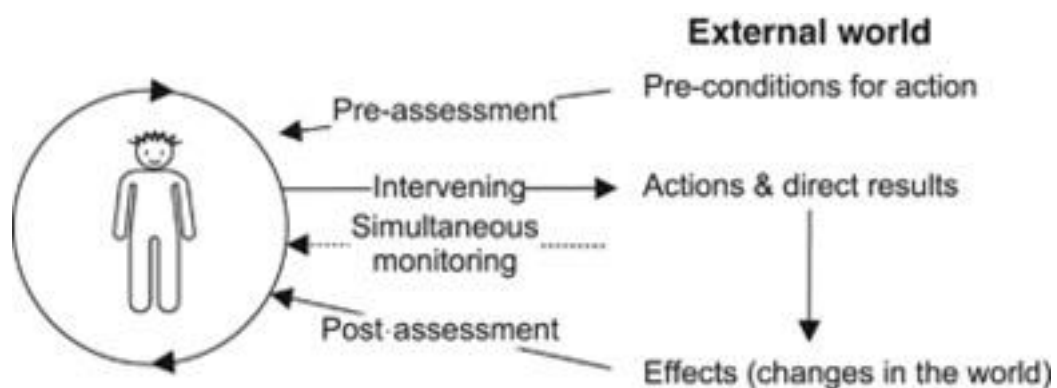 External world
Pre-conditions for action
Pre-assessment
Intervening
Actions & direct results
Simultaneous
monitoring
Post-assessment
Effects (changes in the world)